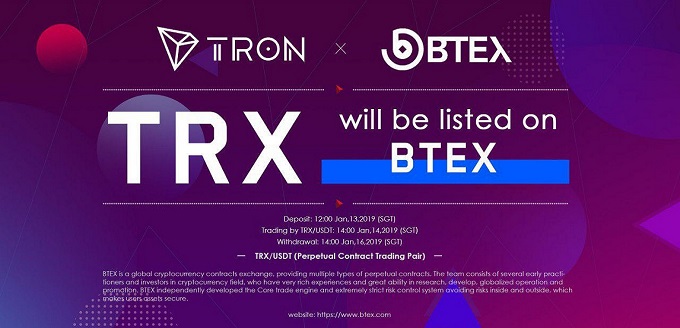 TRON × BTEX
TRX
will be listed on
BTEX
Deposit: 12:00 Jan,13,2019 (SGT)
Trading by TRX/USDT: 14:00 Jan,14,2019 (SGT)
Withdrawal: 14:00 Jan,16,2019 (SGT)
— TRX/USDT (Perpetual Contract Trading Pair) —
BTEX is a global cryptocurrency contracts exchange, providing multiple types of perpetual contracts. The team consists of several early practi-
tioners and investors in cryptocurrency field, who have very rich experiences and great ability in research, develop, globalized operation and
promotion. BTEX independently developed the Core trade engine and extremely strict risk control system avoiding risks inside and outside, which
makes users assets secure.
website: https://www.btex.com